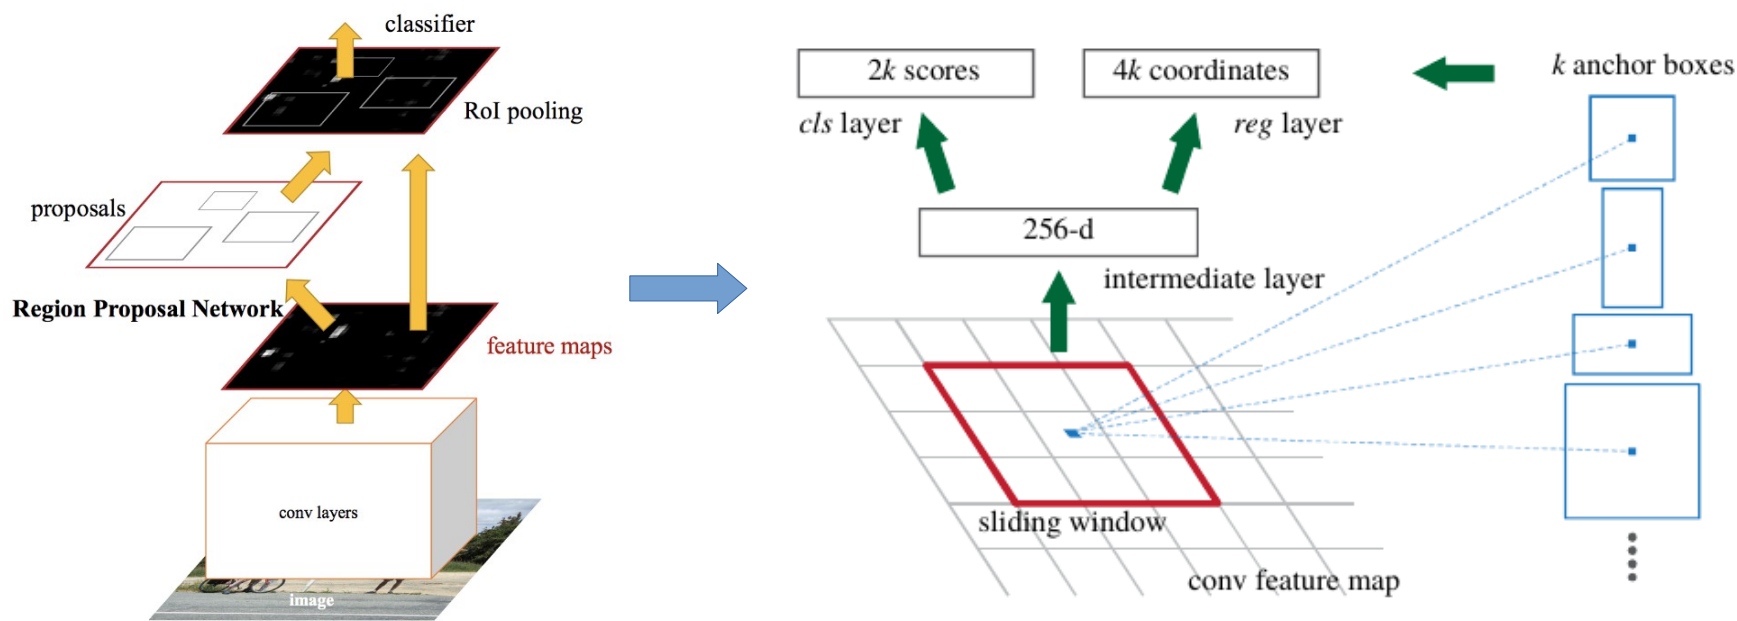 classifier
RoI pooling
proposals
Region Proposal Network
feature maps
conv layers
image
2k scores
4k coordinates
k anchor boxes
cls layer
reg layer
256-d
intermediate layer
sliding window
conv feature map